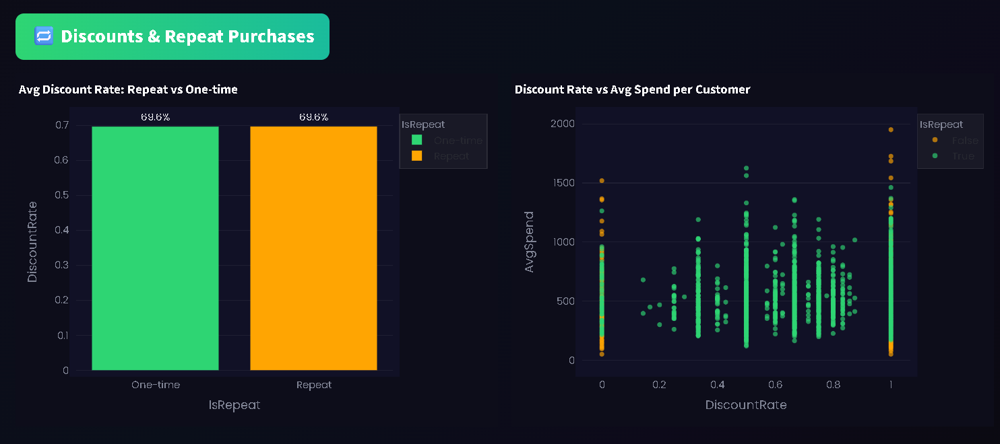 🔁 Discounts & Repeat Purchases
Avg Discount Rate: Repeat vs One-time
69.6%
69.6%
0.7
0.6
0.5
0.4
0.3
0.2
0.1
0
DiscountRate
One-time
Repeat
IsRepeat
IsRepeat
One-time
Repeat
Discount Rate vs Avg Spend per Customer
2000
1500
1000
500
0
AvgSpend
0
0.2
0.4
0.6
0.8
1
DiscountRate
IsRepeat
False
True